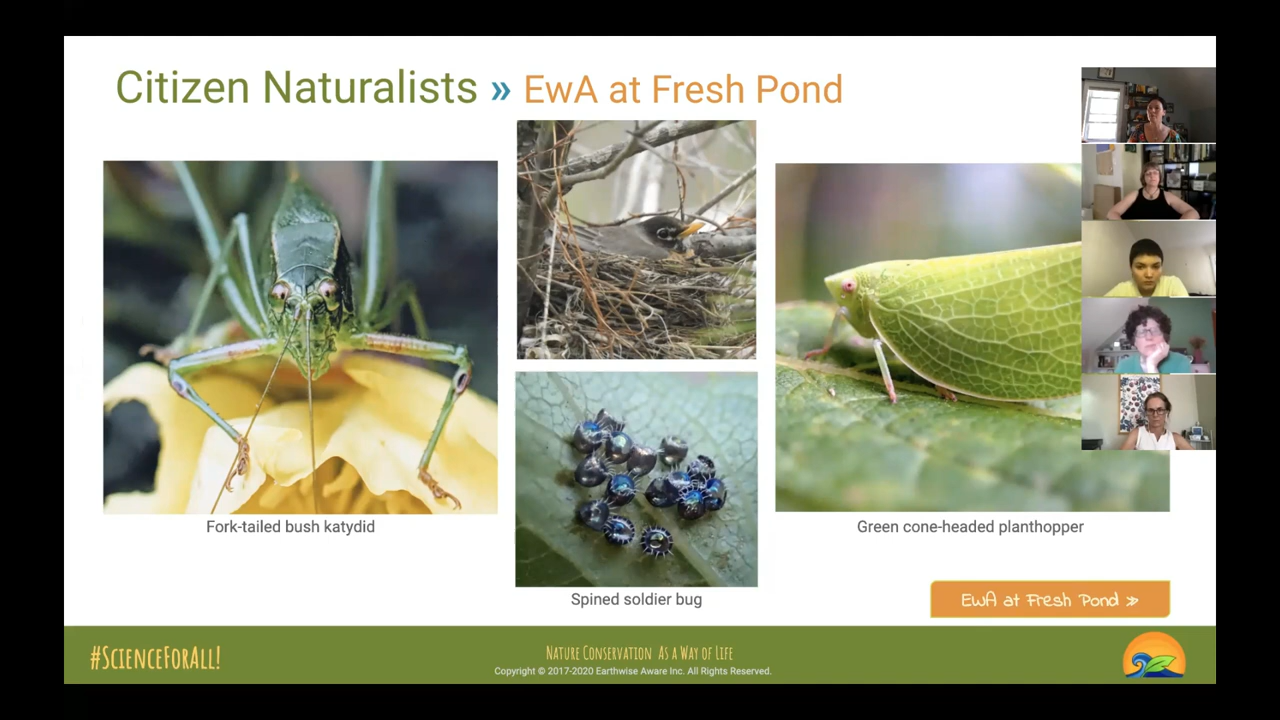 Citizen Naturalists » EwA at Fresh Pond
Fork-tailed bush katydid
Spined soldier bug
Green cone-headed planthopper
EwA at Fresh Pond »
#ScienceForAll!
Nature Conservation As a Way of Life
Copyright © 2017-2020 Earthwise Aware Inc. All Rights Reserved.